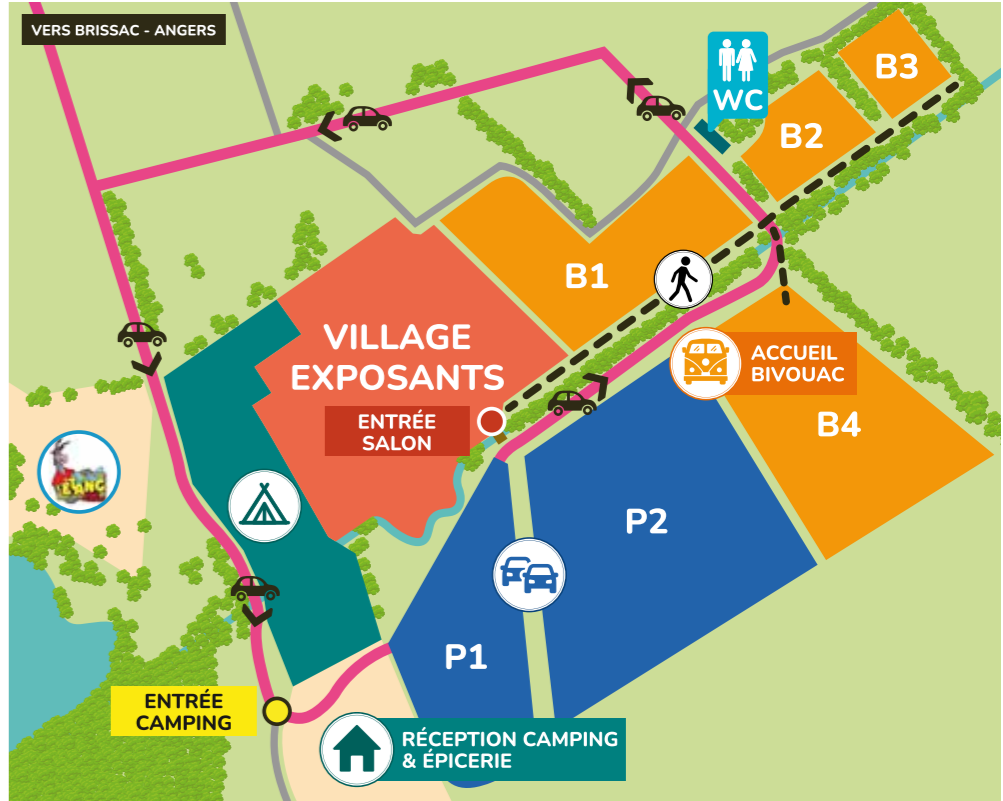 VERS BRISSAC - ANGERS
WC
B3
B2
B1
VILLAGE
EXPOSANTS
ENTRÉE
SALON
ACCUEIL
BIVOUAC
B4
P2
P1
ENTRÉE
CAMPING
RÉCEPTION CAMPING
& ÉPICERIE